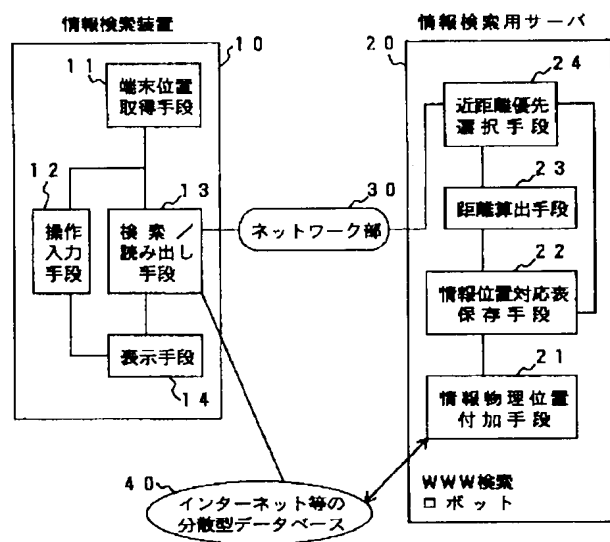 情報検索装置
10
11
端末位置
取得手段
12
操作
入力
手段
13
検索／
読み出し
手段
表示手段
14
30
ネットワーク部
40
インターネット等の
分散型データベース
情報検索用サーバ
20
24
近距離優先
選択手段
23
距離算出手段
22
情報位置対応表
保存手段
21
情報物理位置
付加手段
WWW検索
ロボット